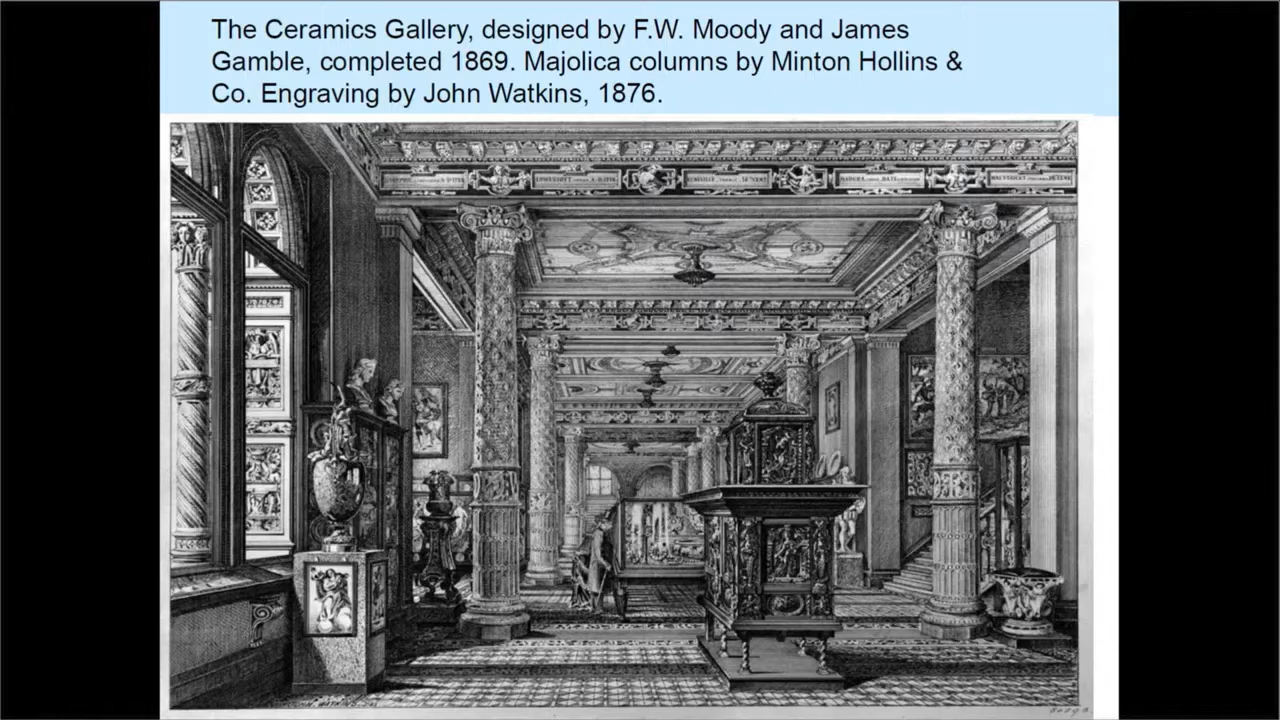 The Ceramics Gallery, designed by F.W. Moody and James
Gamble, completed 1869. Majolica columns by Minton Hollins &
Co. Engraving by John Watkins, 1876.